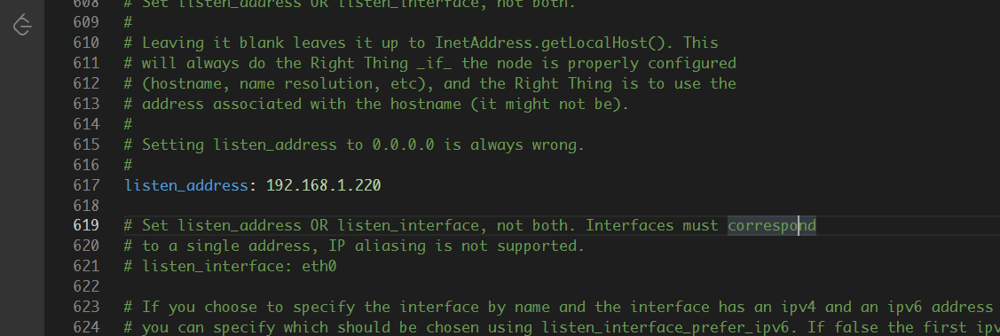 608 # Set listen_address OR listen_interface, not both.
609 #
610 # Leaving it blank leaves it up to InetAddress.getLocalHost(). This
611 # will always do the Right Thing _if_ the node is properly configured
612 # (hostname, name resolution, etc), and the Right Thing is to use the
613 # address associated with the hostname (it might not be).
614 #
615 # Setting listen_address to 0.0.0.0 is always wrong.
616 #
617 listen_address: 192.168.1.220
618
619 # Set listen_address OR listen_interface, not both. Interfaces must correspond
620 # to a single address, IP aliasing is not supported.
621 # listen_interface: eth0
622
623 # If you choose to specify the interface by name and the interface has an ipv4 and an ipv6 address
624 # you can specify which should be chosen using listen_interface_prefer_ipv6. If false the first ipv